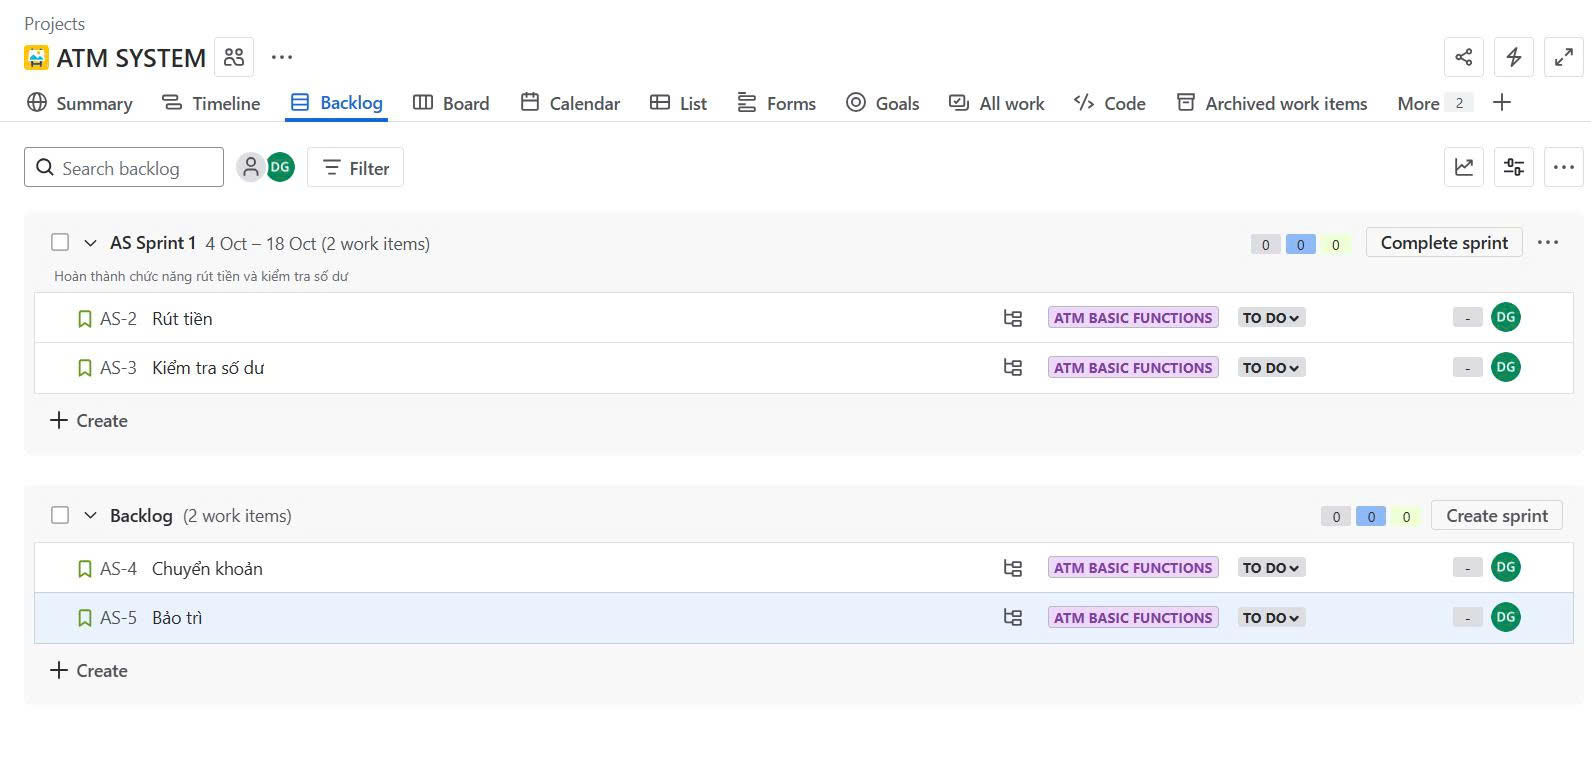 Projects
ATM SYSTEM
Summary Timeline Backlog Board Calendar List Forms Goals All work Code Archived work items More 2
Search backlog DG Filter
AS Sprint 1 4 Oct – 18 Oct (2 work items) 0 0 0 Complete sprint
Hoàn thành chức năng rút tiền và kiểm tra số dư
AS-2 Rút tiền ATM BASIC FUNCTIONS TO DO - DG
AS-3 Kiểm tra số dư ATM BASIC FUNCTIONS TO DO - DG
Create
Backlog (2 work items) 0 0 0 Create sprint
AS-4 Chuyển khoản ATM BASIC FUNCTIONS TO DO - DG
AS-5 Bảo trì ATM BASIC FUNCTIONS TO DO - DG
Create